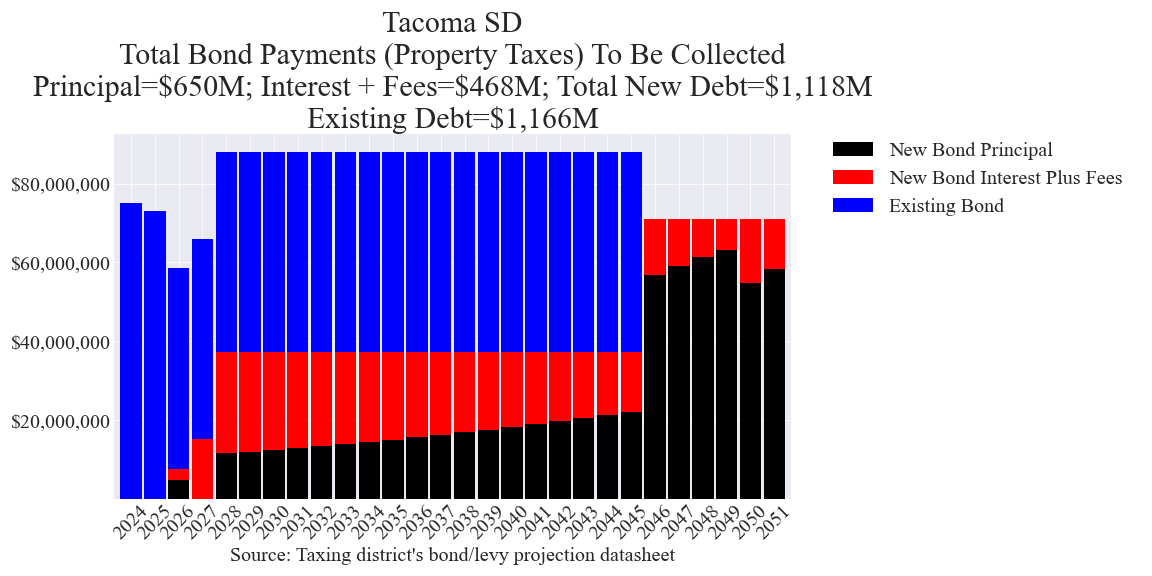 Tacoma SD
Total Bond Payments (Property Taxes) To Be Collected
Principal=$650M; Interest + Fees=$468M; Total New Debt=$1,118M
Existing Debt=$1,166M
New Bond Principal
New Bond Interest Plus Fees
Existing Bond
$80,000,000
$60,000,000
$40,000,000
$20,000,000
2024 2025 2026 2027 2028 2029 2030 2031 2032 2033 2034 2035 2036 2037 2038 2039 2040 2041 2042 2043 2044 2045 2046 2047 2048 2049 2050 2051
Source: Taxing district's bond/levy projection datasheet